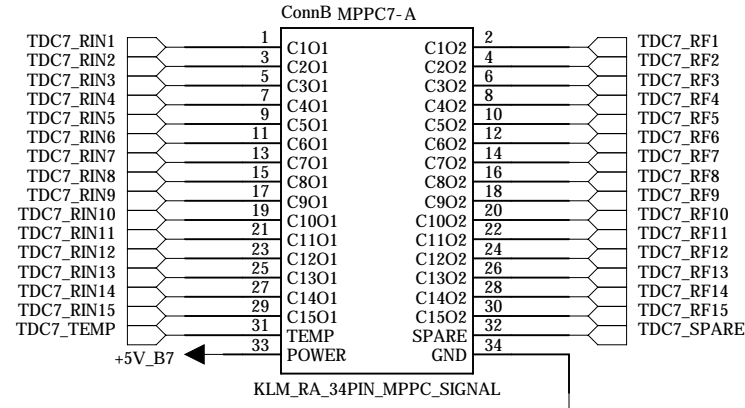 ConnB MPPC7-A
TDC7_RIN1 1 C1O1 C1O2 2 TDC7_RF1
TDC7_RIN2 3 C2O1 C2O2 4 TDC7_RF2
TDC7_RIN3 5 C3O1 C3O2 6 TDC7_RF3
TDC7_RIN4 7 C4O1 C4O2 8 TDC7_RF4
TDC7_RIN5 9 C5O1 C5O2 10 TDC7_RF5
TDC7_RIN6 11 C6O1 C6O2 12 TDC7_RF6
TDC7_RIN7 13 C7O1 C7O2 14 TDC7_RF7
TDC7_RIN8 15 C8O1 C8O2 16 TDC7_RF8
TDC7_RIN9 17 C9O1 C9O2 18 TDC7_RF9
TDC7_RIN10 19 C10O1 C10O2 20 TDC7_RF10
TDC7_RIN11 21 C11O1 C11O2 22 TDC7_RF11
TDC7_RIN12 23 C12O1 C12O2 24 TDC7_RF12
TDC7_RIN13 25 C13O1 C13O2 26 TDC7_RF13
TDC7_RIN14 27 C14O1 C14O2 28 TDC7_RF14
TDC7_RIN15 29 C15O1 C15O2 30 TDC7_RF15
TDC7_TEMP 31 TEMP SPARE 32 TDC7_SPARE
+5V_B7 33 POWER GND 34
KLM_RA_34PIN_MPPC_SIGNAL